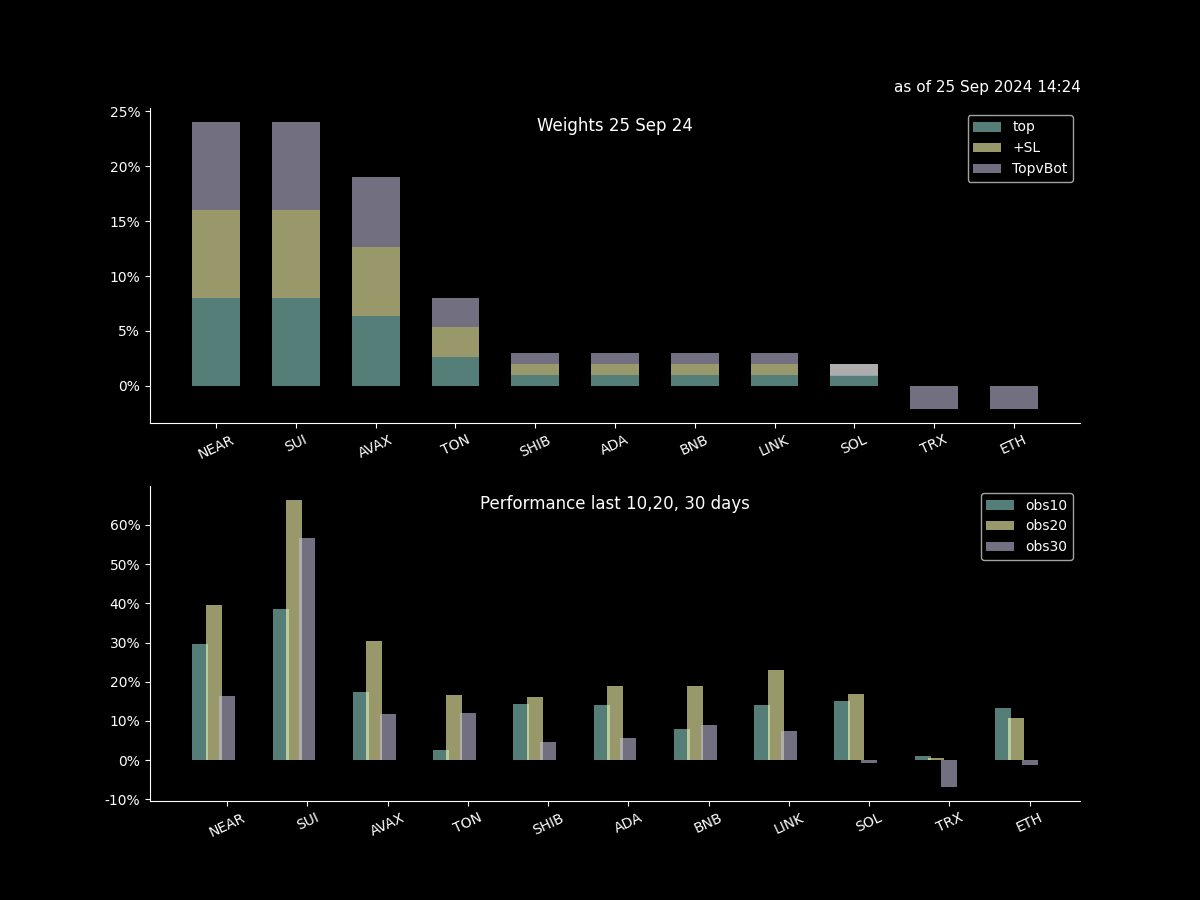 as of 25 Sep 2024 14:24
Weights 25 Sep 24
25%
20%
15%
10%
5%
0%
top
+SL
TopvBot
NEAR SUI AVAX TON SHIB ADA BNB LINK SOL TRX ETH
Performance last 10,20, 30 days
60%
50%
40%
30%
20%
10%
0%
-10%
obs10
obs20
obs30
NEAR SUI AVAX TON SHIB ADA BNB LINK SOL TRX ETH